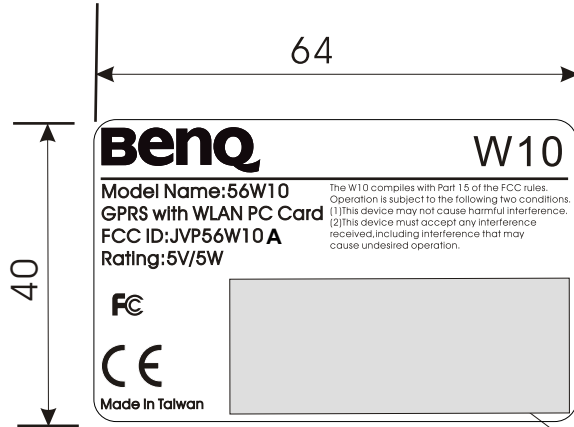 64
40
BenQ
W10
Model Name:56W10
GPRS with WLAN PC Card
FCC ID:JVP56W10 A
Rating:5V/5W
The W10 compiles with Part 15 of the FCC rules.
Operation is subject to the following two conditions.
(1)This device may not cause harmful interference.
(2)This device must accept any interference
received,including interference that may
cause undesired operation.
FC
CE
Made In Taiwan